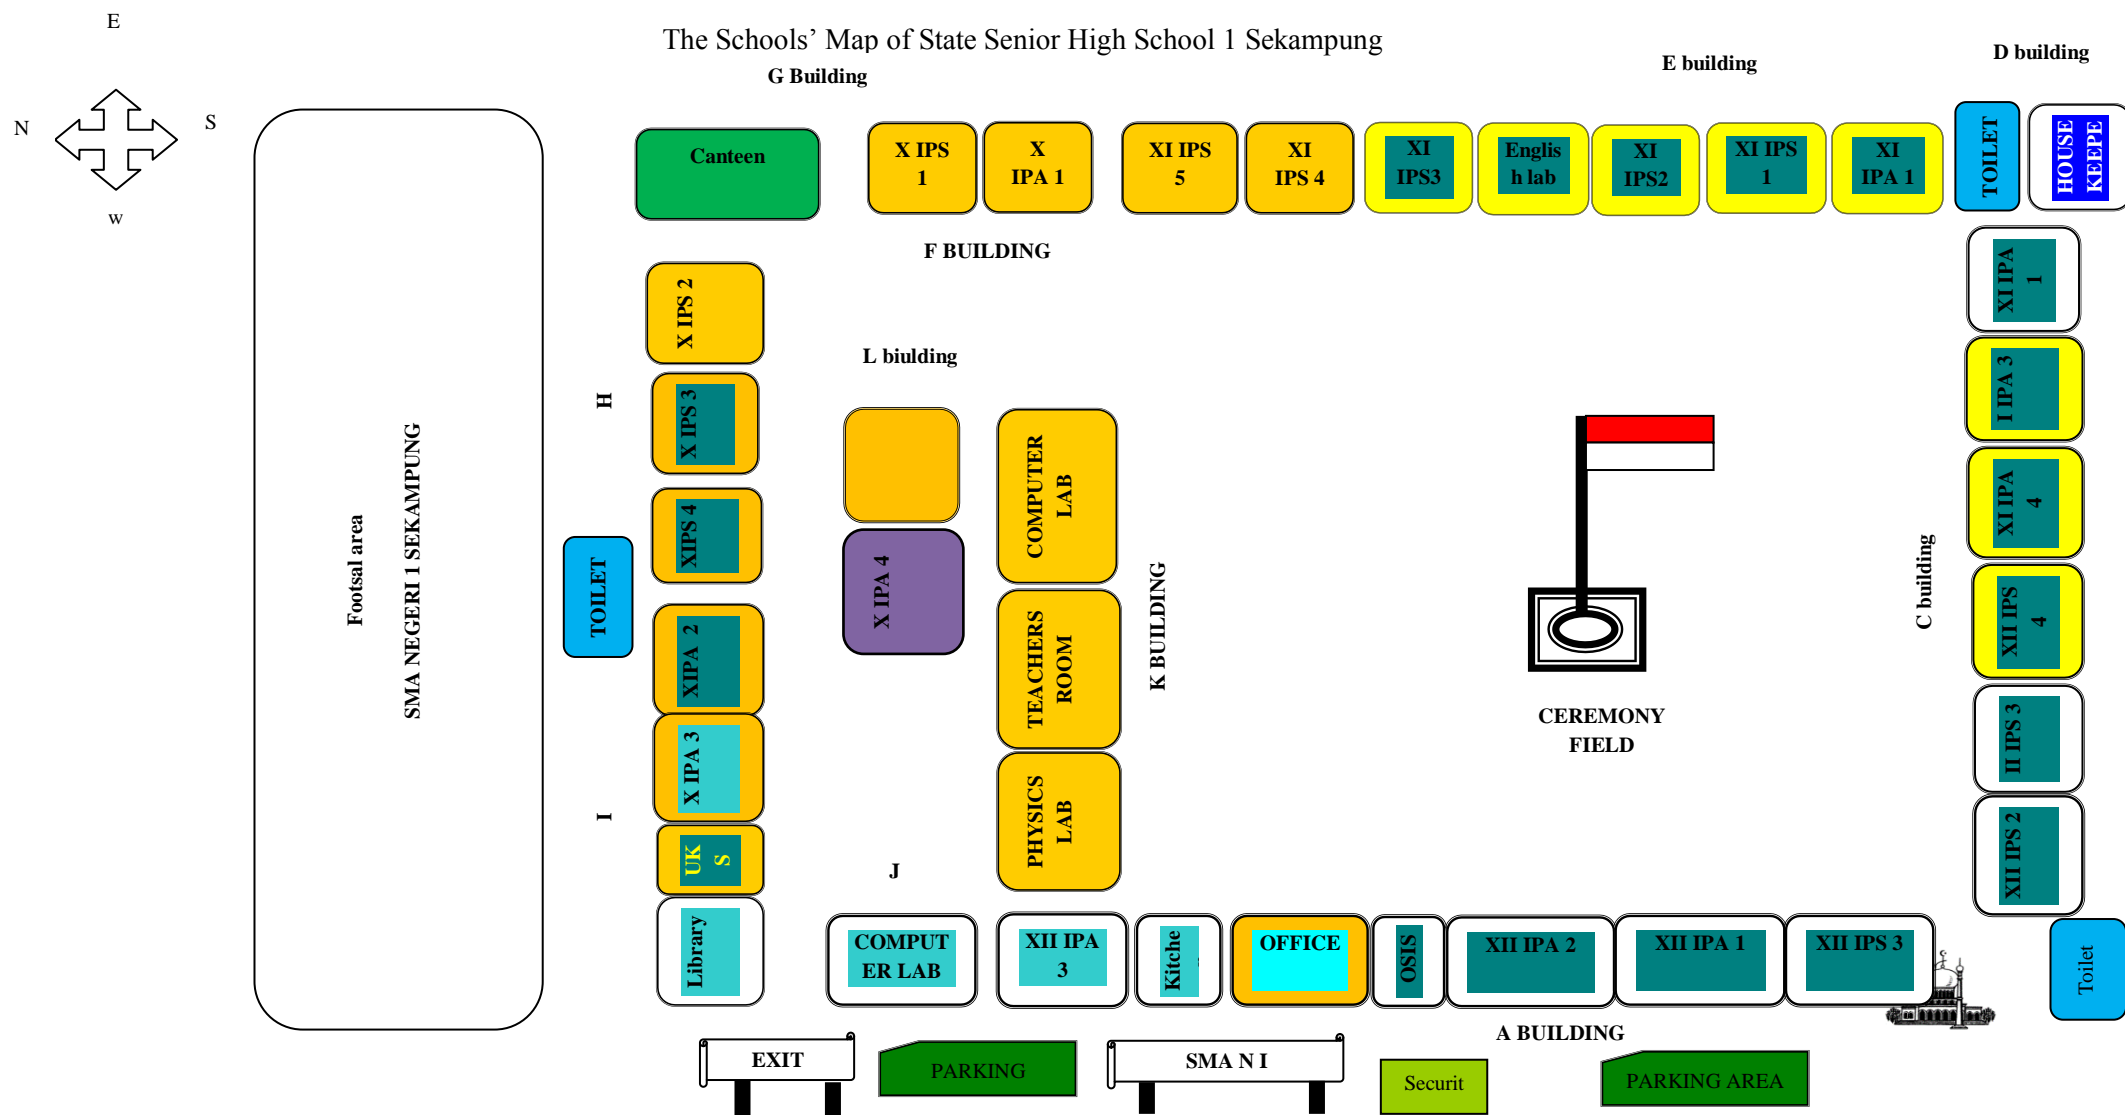 E
The Schools’ Map of State Senior High School 1 Sekampung
G Building
E building
D building
N
S
w
Canteen
X IPS
1
X
IPA 1
XI IPS
5
XI
IPS 4
XI
IPS3
Englis
h lab
XI
IPS2
XI IPS
1
XI
IPA 1
TOILET
HOUSE
KEEPE
F BUILDING
X IPS 2
XI IPA
1
L biulding
H
X IPS 3
I IPA 3
Footsal area
SMA NEGERI 1 SEKAMPUNG
COMPUTER
LAB
XIPS 4
XI IPA
4
TOILET
X IPA 4
K BUILDING
C building
XII IPS
4
XIPA 2
TEACHERS
ROOM
CEREMONY
FIELD
X IPA 3
II IPS 3
I
PHYSICS
LAB
UK
S
J
XII IPS 2
Library
COMPUT
ER LAB
XII IPA
3
Kitche
OFFICE
OSIS
XII IPA 2
XII IPA 1
XII IPS 3
Toilet
A BUILDING
EXIT
PARKING
SMA N I
Securit
PARKING AREA